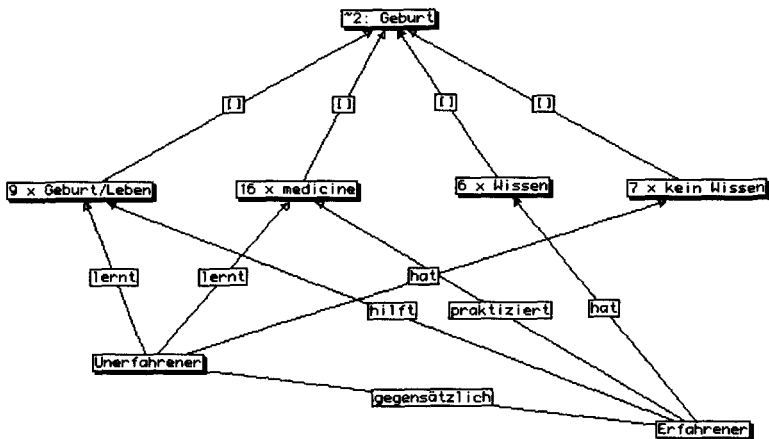 ~2: Geburt
[]
[]
[]
[]
9 x Geburt/Leben
16 x medicine
6 x Wissen
7 x kein Wissen
lernt
lernt
hat
hilft
praktiziert
hat
Unerfahrener
gegensätzlich
Erfahrener